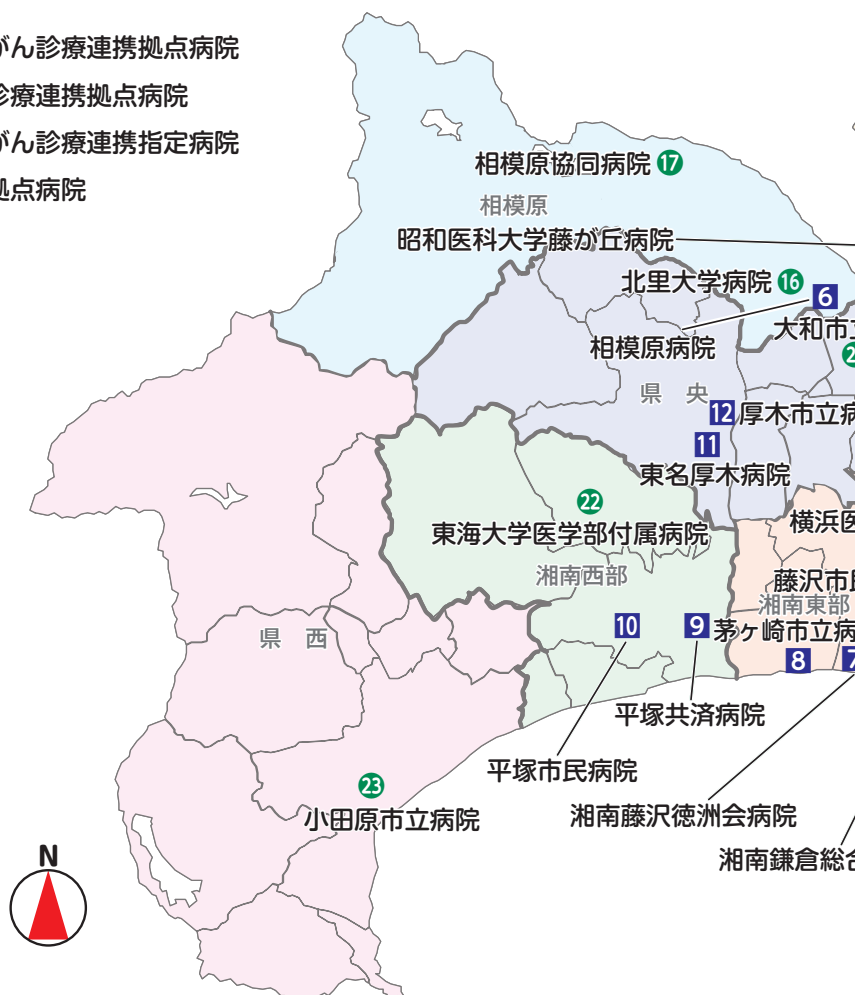 がん診療連携拠点病院
診療連携拠点病院
がん診療連携指定病院
拠点病院
相模原協同病院 17
相模原
昭和医科大学藤が丘病院
北里大学病院 16
6
大和市立
相模原病院
2
県 央
12 厚木市立病
11
東名厚木病院
22
東海大学医学部付属病院
横浜医
湘南西部
藤沢市民
湘南東部
10
9
茅ヶ崎市立病
県 西
8
7
平塚共済病院
平塚市民病院
23
小田原市立病院
湘南藤沢徳洲会病院
湘南鎌倉総合
N